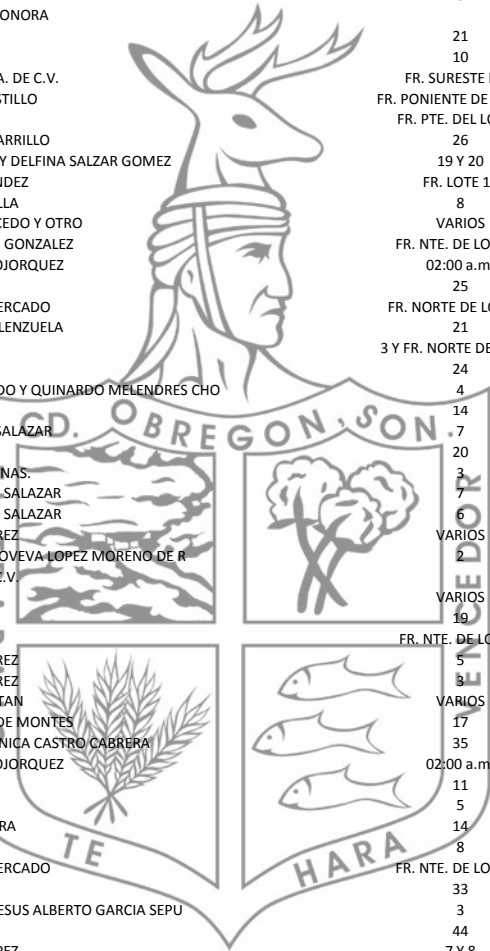 ONORA
21
10
A. DE C.V. FR. SURESTE
STILLO FR. PONIENTE DE
FR. PTE. DEL LO
ARRILLO 26
Y DELFINA SALZAR GOMEZ 19 Y 20
NDEZ FR. LOTE 1
LLA 8
CEDO Y OTRO VARIOS
GONZALEZ FR. NTE. DE LO
OJORQUEZ 02:00 a.m
25
ERCADO FR. NORTE DE LO
LENZUELA 21
3 Y FR. NORTE DE
24
DO Y QUINARDO MELENDRES CHO 4
14
SALAZAR 7
CD. OBREGON, SON.
20
NAS. 3
SALAZAR 7
SALAZAR 6
REZ VARIOS
OVEVA LOPEZ MORENO DE R 2
C.V.
VARIOS
19
FR. NTE. DE LO
REZ 5
REZ 3
TAN VARIOS
DE MONTES 17
NICA CASTRO CABRERA 35
OJORQUEZ 02:00 a.m
11
5
RA 14
8
ERCADO FR. NTE. DE LO
33
ESUS ALBERTO GARCIA SEPU 3
44
7 Y 8
TE HARA VENCEDOR